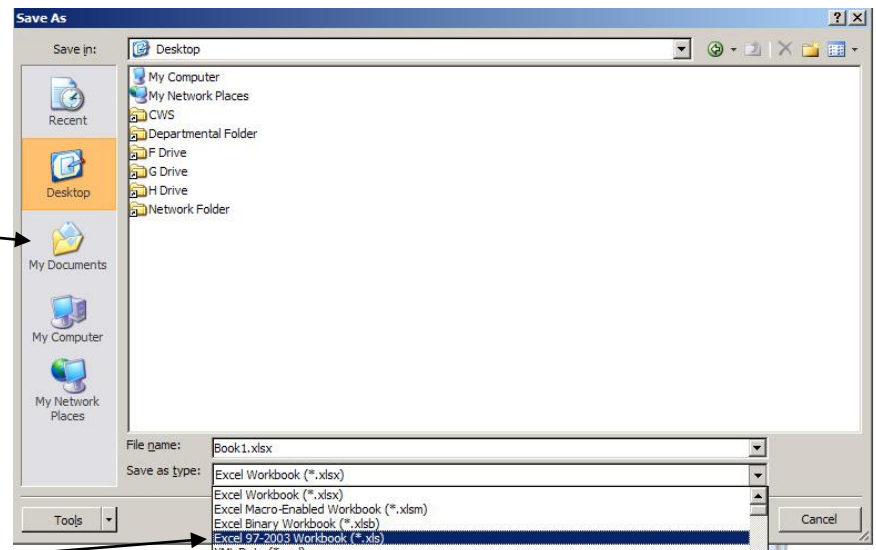 Save As
Save in:
Desktop
My Computer
My Network Places
CWS
Departmental Folder
F Drive
G Drive
H Drive
Network Folder
Recent
Desktop
My Documents
My Computer
My Network
Places
File name:
Book1.xlsx
Save as type:
Excel Workbook (*.xlsx)
Excel Workbook (*.xlsx)
Excel Macro-Enabled Workbook (*.xlsm)
Excel Binary Workbook (*.xlsb)
Excel 97-2003 Workbook (*.xls)
Tools
Cancel